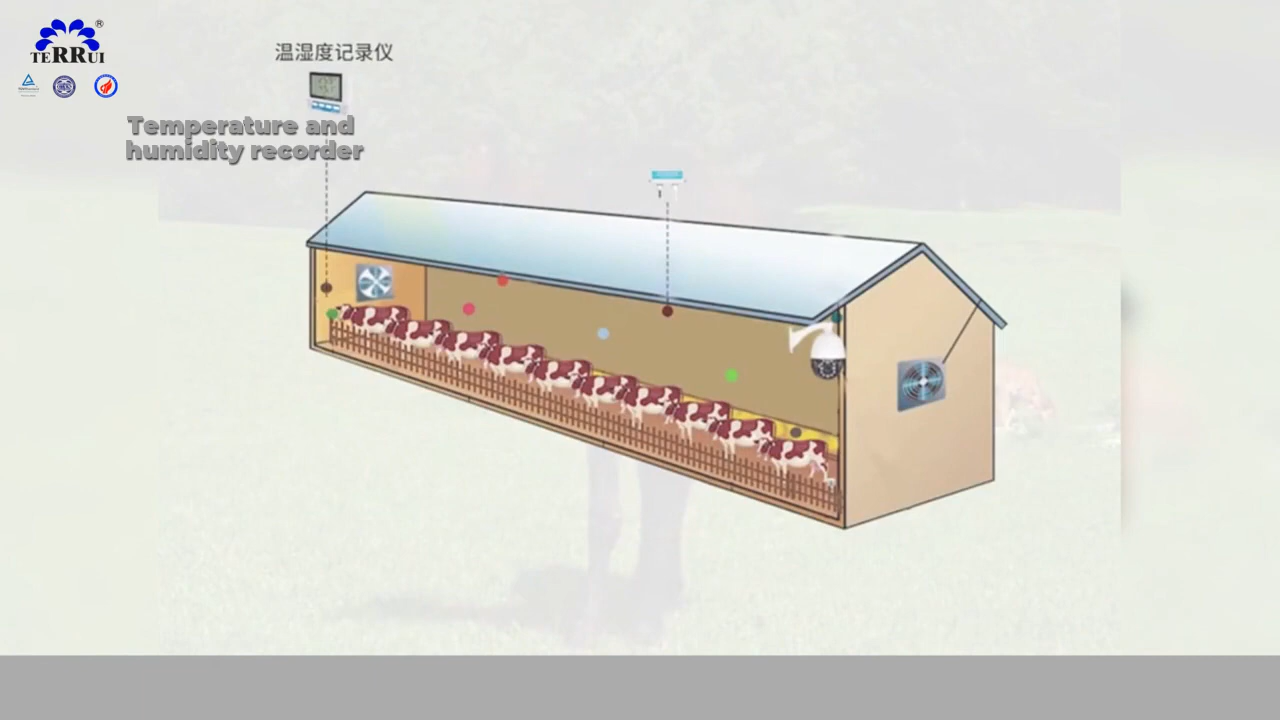 TERRUI
®
温湿度记录仪
Temperature and
humidity recorder